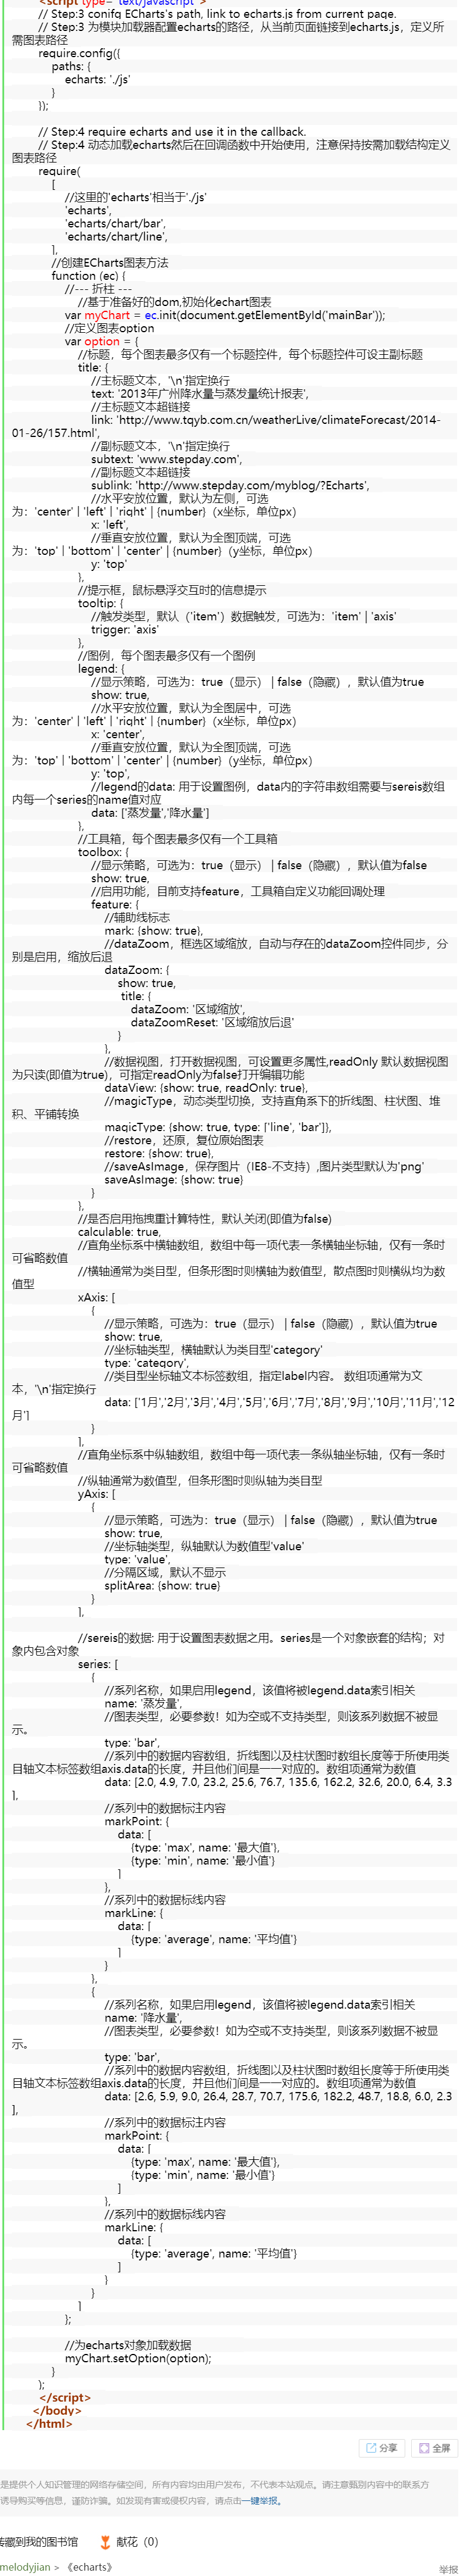 <script type="text/javascript">
// Step:3 conifg ECharts's path, link to echarts.js from current page.
// Step:3 为模块加载器配置echarts的路径，从当前页面链接到echarts.js，定义所
需图表路径
require.config({
paths: {
echarts: './js'
}
});
// Step:4 require echarts and use it in the callback.
// Step:4 动态加载echarts然后在回调函数中开始使用，注意保持按需加载结构定义
图表路径
require(
[
//这里的'echarts'相当于'./js'
'echarts',
'echarts/chart/bar',
'echarts/chart/line',
],
//创建ECharts图表方法
function (ec) {
//--- 折柱 ---
//基于准备好的dom,初始化echart图表
var myChart = ec.init(document.getElementById('mainBar'));
//定义图表option
var option = {
//标题，每个图表最多仅有一个标题控件，每个标题控件可设主副标题
title: {
//主标题文本，'\n'指定换行
text: '2013年广州降水量与蒸发量统计报表',
//主标题文本超链接
link: 'http://www.tqyb.com.cn/weatherLive/climateForecast/2014-
01-26/157.html',
//副标题文本，'\n'指定换行
subtext: 'www.stepday.com',
//副标题文本超链接
sublink: 'http://www.stepday.com/myblog/?Echarts',
//水平安放位置，默认为左侧，可选
为：'center' | 'left' | 'right' | {number}（x坐标，单位px）
x: 'left',
//垂直安放位置，默认为全图顶端，可选
为：'top' | 'bottom' | 'center' | {number}（y坐标，单位px）
y: 'top'
},
//提示框，鼠标悬浮交互时的信息提示
tooltip: {
//触发类型，默认（'item'）数据触发，可选为：'item' | 'axis'
trigger: 'axis'
},
//图例，每个图表最多仅有一个图例
legend: {
//显示策略，可选为：true（显示） | false（隐藏），默认值为true
show: true,
//水平安放位置，默认为全图居中，可选
为：'center' | 'left' | 'right' | {number}（x坐标，单位px）
x: 'center',
//垂直安放位置，默认为全图顶端，可选
为：'top' | 'bottom' | 'center' | {number}（y坐标，单位px）
y: 'top',
//legend的data: 用于设置图例，data内的字符串数组需要与sereis数组
内每一个series的name值对应
data: ['蒸发量','降水量']
},
//工具箱，每个图表最多仅有一个工具箱
toolbox: {
//显示策略，可选为：true（显示） | false（隐藏），默认值为false
show: true,
//启用功能，目前支持feature，工具箱自定义功能回调处理
feature: {
//辅助线标志
mark: {show: true},
//dataZoom，框选区域缩放，自动与存在的dataZoom控件同步，分
别是启用，缩放后退
dataZoom: {
show: true,
title: {
dataZoom: '区域缩放',
dataZoomReset: '区域缩放后退'
}
},
//数据视图，打开数据视图，可设置更多属性,readOnly 默认数据视图
为只读(即值为true)，可指定readOnly为false打开编辑功能
dataView: {show: true, readOnly: true},
//magicType，动态类型切换，支持直角系下的折线图、柱状图、堆
积、平铺转换
magicType: {show: true, type: ['line', 'bar']},
//restore，还原，复位原始图表
restore: {show: true},
//saveAsImage，保存图片（IE8-不支持）,图片类型默认为'png'
saveAsImage: {show: true}
}
},
//是否启用拖拽重计算特性，默认关闭(即值为false)
calculable: true,
//直角坐标系中横轴数组，数组中每一项代表一条横轴坐标轴，仅有一条时
可省略数值
//横轴通常为类目型，但条形图时则横轴为数值型，散点图时则横纵均为数
值型
xAxis: [
{
//显示策略，可选为：true（显示） | false（隐藏），默认值为true
show: true,
//坐标轴类型，横轴默认为类目型'category'
type: 'category',
//类目型坐标轴文本标签数组，指定label内容。 数组项通常为文
本，'\n'指定换行
data: ['1月','2月','3月','4月','5月','6月','7月','8月','9月','10月','11月','12
月']
}
],
//直角坐标系中纵轴数组，数组中每一项代表一条纵轴坐标轴，仅有一条时
可省略数值
//纵轴通常为数值型，但条形图时则纵轴为类目型
yAxis: [
{
//显示策略，可选为：true（显示） | false（隐藏），默认值为true
show: true,
//坐标轴类型，纵轴默认为数值型'value'
type: 'value',
//分隔区域，默认不显示
splitArea: {show: true}
}
],
//sereis的数据: 用于设置图表数据之用。series是一个对象嵌套的结构；对
象内包含对象
series: [
{
//系列名称，如果启用legend，该值将被legend.data索引相关
name: '蒸发量',
//图表类型，必要参数！如为空或不支持类型，则该系列数据不被显
示。
type: 'bar',
//系列中的数据内容数组，折线图以及柱状图时数组长度等于所使用类
目轴文本标签数组axis.data的长度，并且他们间是一一对应的。数组项通常为数值
data: [2.0, 4.9, 7.0, 23.2, 25.6, 76.7, 135.6, 162.2, 32.6, 20.0, 6.4, 3.3
],
//系列中的数据标注内容
markPoint: {
data: [
{type: 'max', name: '最大值'},
{type: 'min', name: '最小值'}
]
},
//系列中的数据标线内容
markLine: {
data: [
{type: 'average', name: '平均值'}
]
}
},
{
//系列名称，如果启用legend，该值将被legend.data索引相关
name: '降水量',
//图表类型，必要参数！如为空或不支持类型，则该系列数据不被显
示。
type: 'bar',
//系列中的数据内容数组，折线图以及柱状图时数组长度等于所使用类
目轴文本标签数组axis.data的长度，并且他们间是一一对应的。数组项通常为数值
data: [2.6, 5.9, 9.0, 26.4, 28.7, 70.7, 175.6, 182.2, 48.7, 18.8, 6.0, 2.3
],
//系列中的数据标注内容
markPoint: {
data: [
{type: 'max', name: '最大值'},
{type: 'min', name: '最小值'}
]
},
//系列中的数据标线内容
markLine: {
data: [
{type: 'average', name: '平均值'}
]
}
}
]
};
//为echarts对象加载数据
myChart.setOption(option);
}
);
</script>
</body>
</html>
分享 全屏
是提供个人知识管理的网络存储空间，所有内容均由用户发布，不代表本站观点。请注意甄别内容中的联系方
诱导购买等信息，谨防诈骗。如发现有害或侵权内容，请点击一键举报。
转藏到我的图书馆 献花（0）
melodyjian > 《echarts》
举报